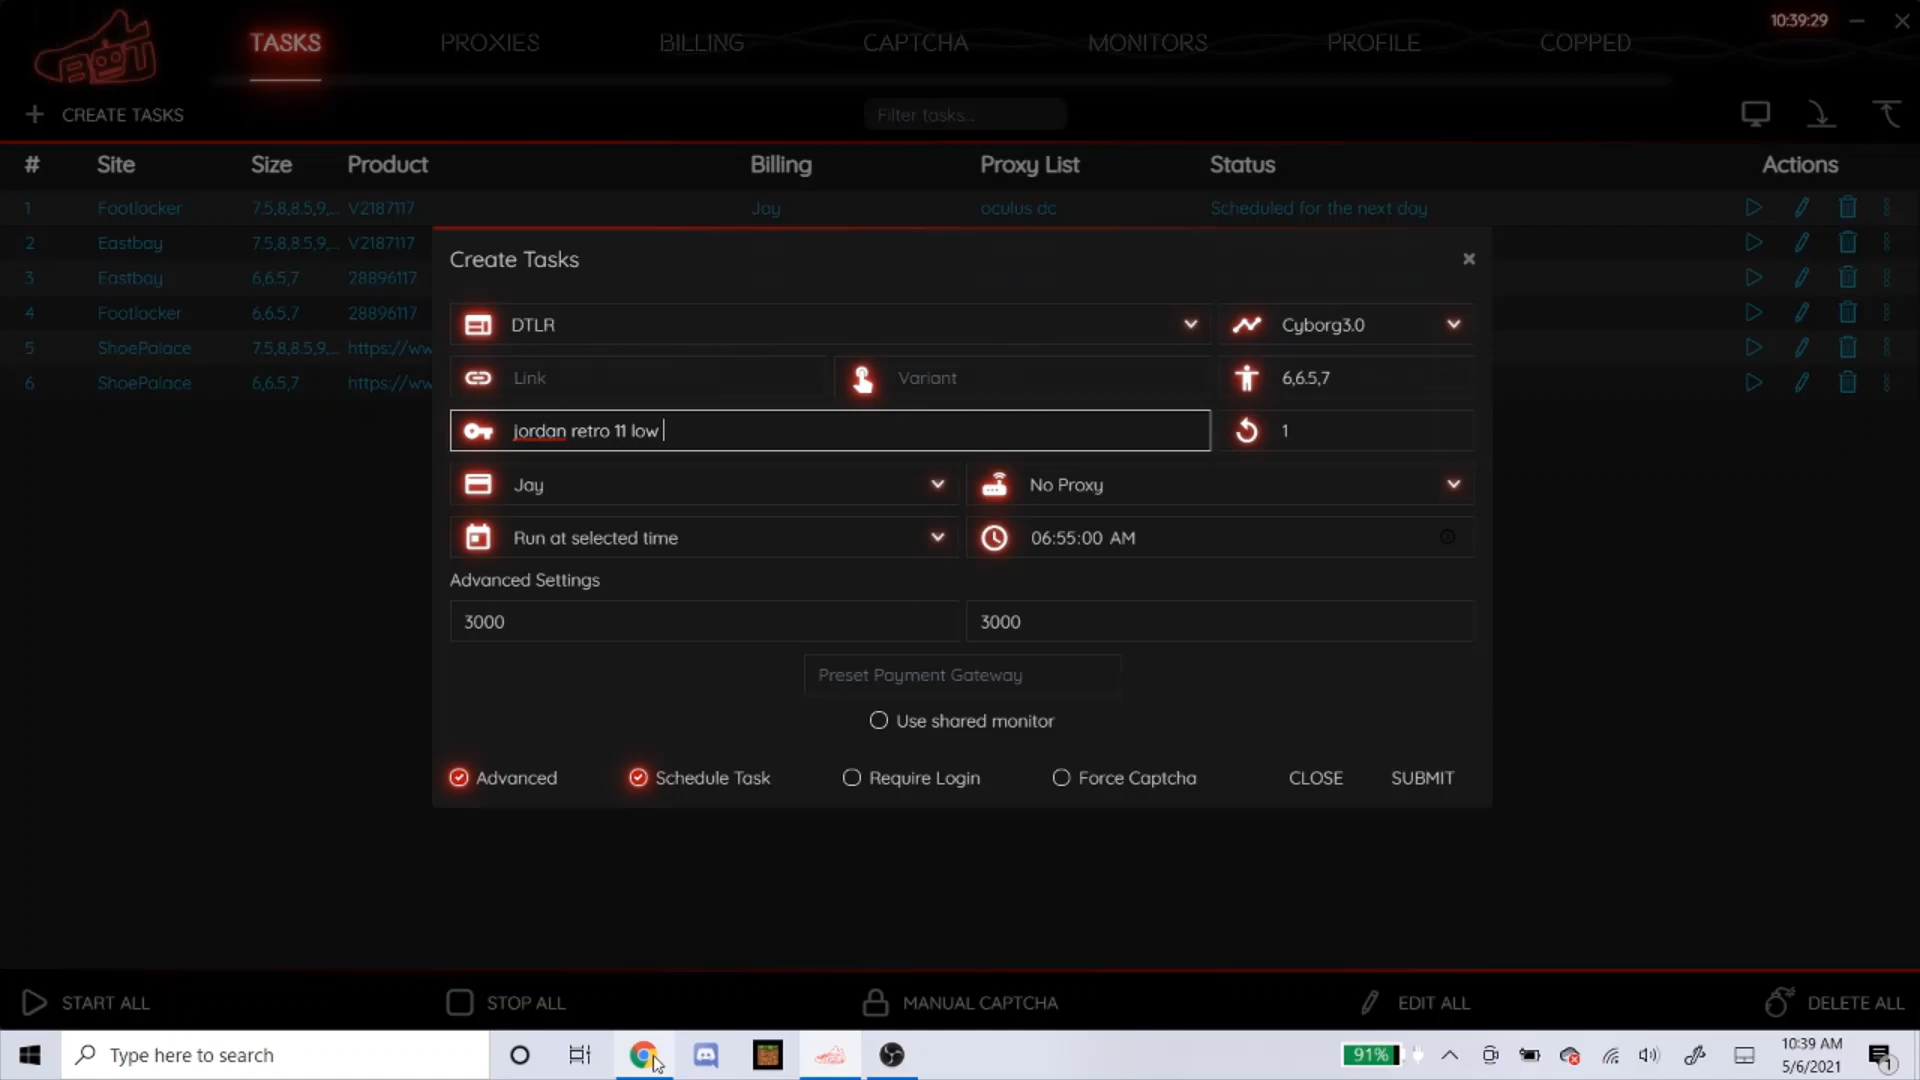 10:39:29
TASKS PROXIES BILLING CAPTCHA MONITORS PROFILE COPPED
CREATE TASKS
Filter tasks...
# Site Size Product Billing Proxy List Status Actions
1 Footlocker 7.5,8,8.5,9,... V2187117 Jay oculus dc Scheduled for the next day
2 Eastbay 7.5,8,8.5,9,... V2187117
3 Eastbay 6,6.5,7 28896117
4 Footlocker 6,6.5,7 28896117
5 ShoePalace 7.5,8,8.5,9,... https://ww
6 ShoePalace 6,6.5,7 https://ww
Create Tasks
DTLR Cyborg3.0
Link Variant 6,6.5,7
jordan retro 11 low 1
Jay No Proxy
Run at selected time 06:55:00 AM
Advanced Settings
3000 3000
Preset Payment Gateway
Use shared monitor
Advanced Schedule Task Require Login Force Captcha CLOSE SUBMIT
START ALL STOP ALL MANUAL CAPTCHA EDIT ALL DELETE ALL
Type here to search
91%
10:39 AM
5/6/2021
1